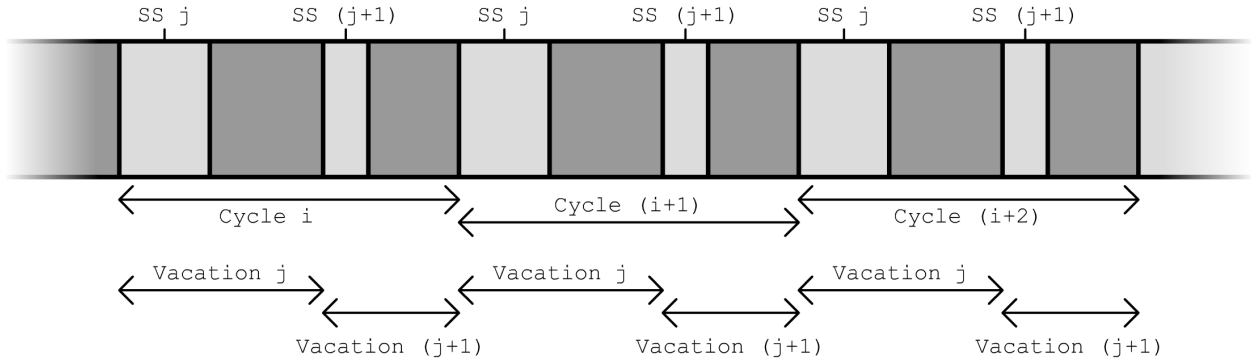 SS j
SS (j+1)
SS j
SS (j+1)
SS j
SS (j+1)
Cycle i
Cycle (i+1)
Cycle (i+2)
Vacation j
Vacation j
Vacation j
Vacation (j+1)
Vacation (j+1)
Vacation (j+1)